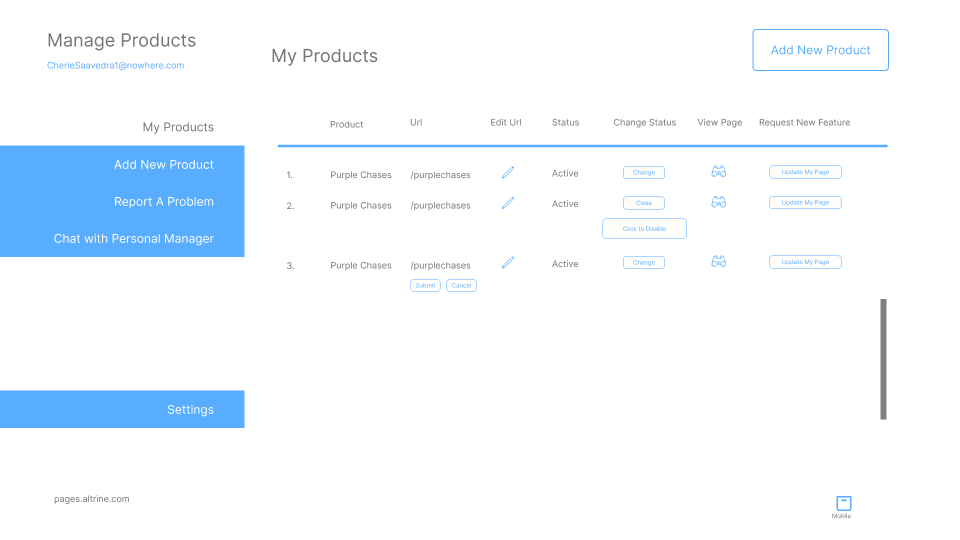 Manage Products
CherieSaavedra1@nowhere.com
My Products
Add New Product
My Products
Add New Product
Report A Problem
Chat with Personal Manager
Settings
Product Url Edit Url Status Change Status View Page Request New Feature
1. Purple Chases /purplechases Active Change Update My Page
2. Purple Chases /purplechases Active Close Update My Page
Click to Disable
3. Purple Chases /purplechases Active Change Update My Page
Submit Cancel
pages.altrine.com
Mobile